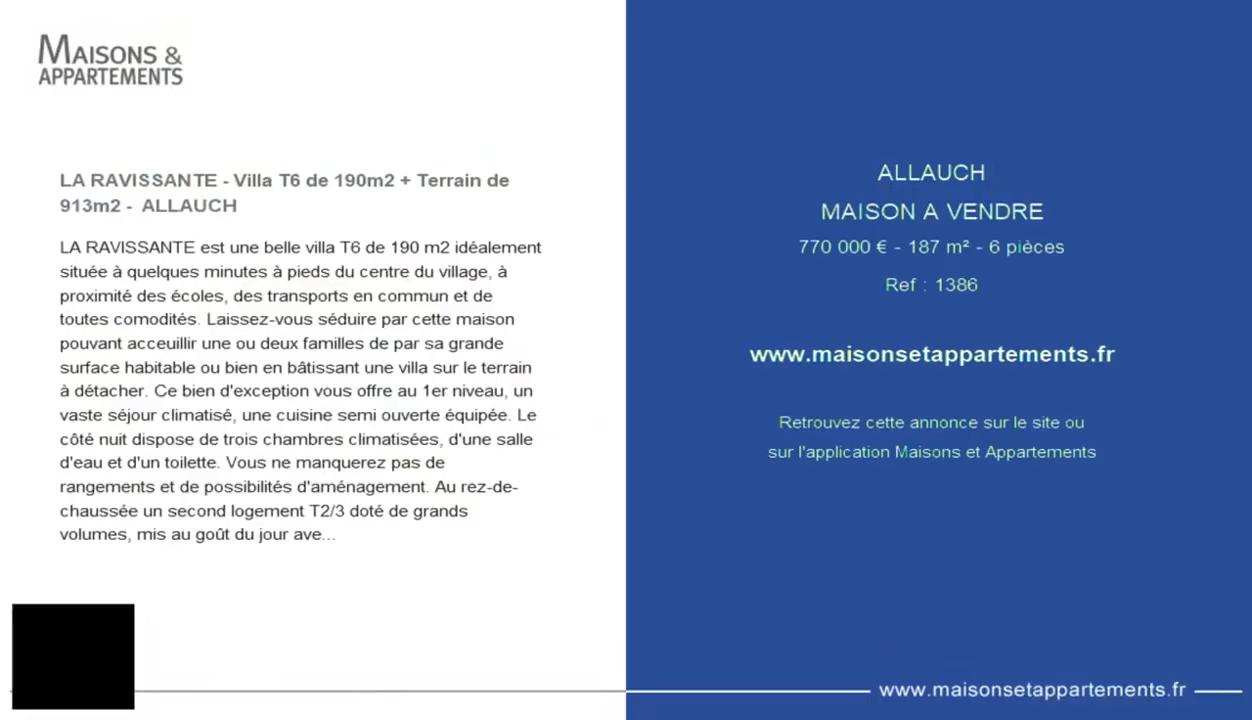 MAISONS &
APPARTEMENTS
LA RAVISSANTE - Villa T6 de 190m2 + Terrain de
913m2 - ALLAUCH
LA RAVISSANTE est une belle villa T6 de 190 m2 idéalement
située à quelques minutes à pieds du centre du village, à
proximité des écoles, des transports en commun et de
toutes comodités. Laissez-vous séduire par cette maison
pouvant acceuillir une ou deux familles de par sa grande
surface habitable ou bien en bâtissant une villa sur le terrain
à détacher. Ce bien d'exception vous offre au 1er niveau, un
vaste séjour climatisé, une cuisine semi ouverte équipée. Le
côté nuit dispose de trois chambres climatisées, d'une salle
d'eau et d'un toilette. Vous ne manquerez pas de
rangements et de possibilités d'aménagement. Au rez-de-
chaussée un second logement T2/3 doté de grands
volumes, mis au goût du jour ave...
ALLAUCH
MAISON A VENDRE
770 000 € - 187 m² - 6 pièces
Ref : 1386
www.maisonsetappartements.fr
Retrouvez cette annonce sur le site ou
sur l'application Maisons et Appartements
www.maisonsetappartements.fr